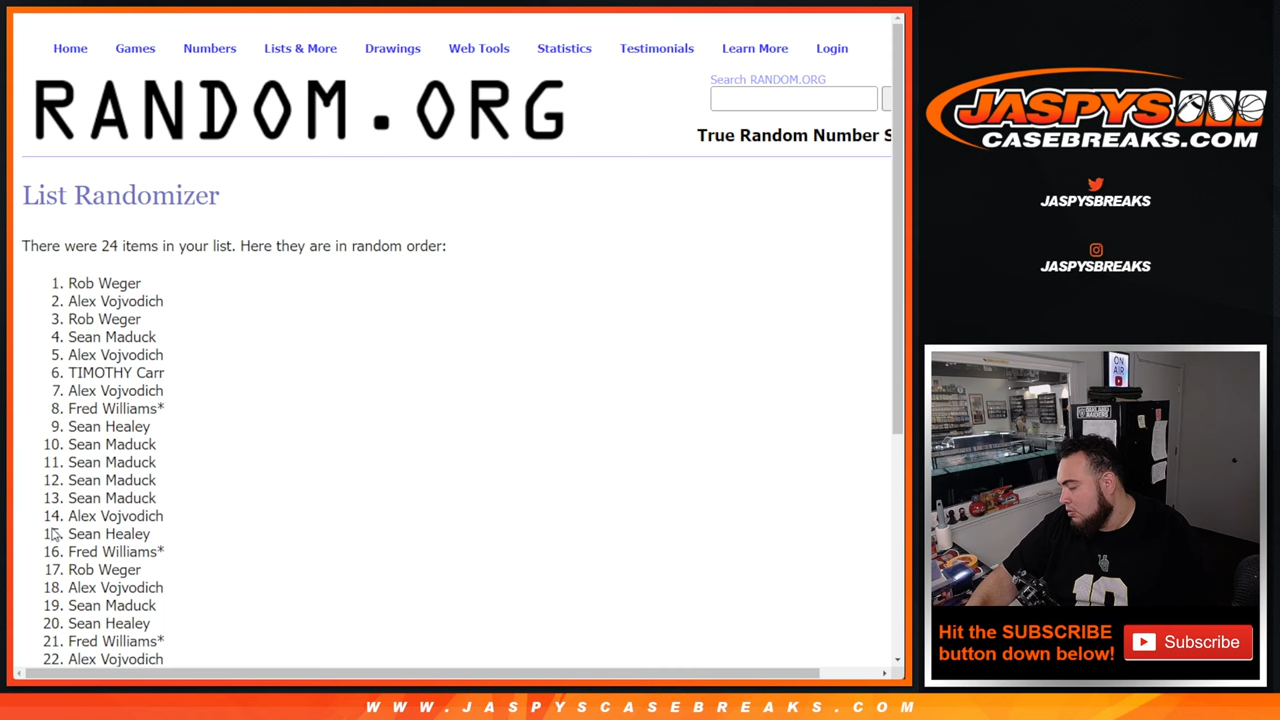 Home Games Numbers Lists & More Drawings Web Tools Statistics Testimonials Learn More Login
RANDOM.ORG
Search RANDOM.ORG
True Random Number S
List Randomizer
There were 24 items in your list. Here they are in random order:
1. Rob Weger
2. Alex Vojvodich
3. Rob Weger
4. Sean Maduck
5. Alex Vojvodich
6. TIMOTHY Carr
7. Alex Vojvodich
8. Fred Williams*
9. Sean Healey
10. Sean Maduck
11. Sean Maduck
12. Sean Maduck
13. Sean Maduck
14. Alex Vojvodich
15. Sean Healey
16. Fred Williams*
17. Rob Weger
18. Alex Vojvodich
19. Sean Maduck
20. Sean Healey
21. Fred Williams*
22. Alex Vojvodich
JASPYS
CASEBREAKS.COM
JASPYSBREAKS
JASPYSBREAKS
ON
AIR
10
Hit the SUBSCRIBE
button down below!
Subscribe
WWW.JASPYSCASEBREAKS.COM